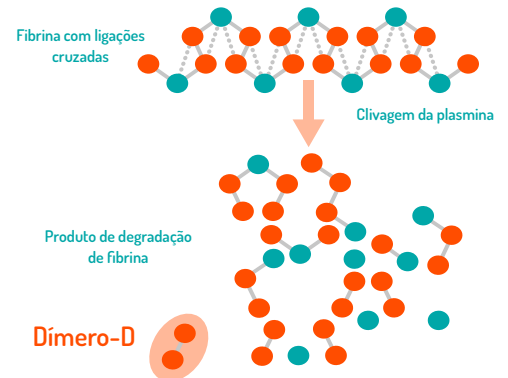 Fibrina com ligações
cruzadas
Clivagem da plasmina
Produto de degradação
de fibrina
Dímero-D